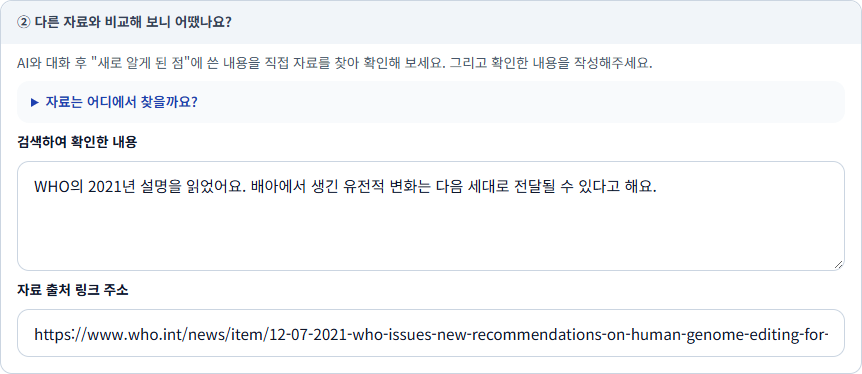 ② 다른 자료와 비교해 보니 어땠나요?
AI와 대화 후 "새로 알게 된 점"에 쓴 내용을 직접 자료를 찾아 확인해 보세요. 그리고 확인한 내용을 작성해주세요.
▶ 자료는 어디에서 찾을까요?
검색하여 확인한 내용
WHO의 2021년 설명을 읽었어요. 배아에서 생긴 유전적 변화는 다음 세대로 전달될 수 있다고 해요.
자료 출처 링크 주소
https://www.who.int/news/item/12-07-2021-who-issues-new-recommendations-on-human-genome-editing-for-